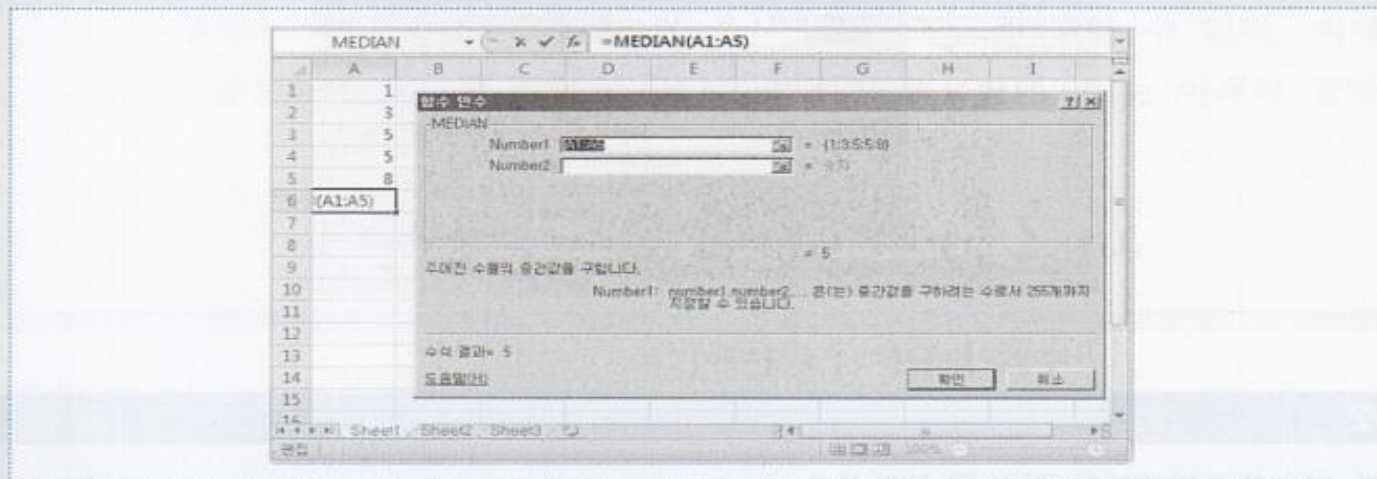 MEDIAN =MEDIAN(A1:A5)
A B C D E F G H I
1 1
2 3
3 5
4 5
5 8
6 (A1:A5)
7
8
9
10
11
12
13
14
15
16
함수 인수
MEDIAN
Number1 A1:A5 = {1;3;5;5;8}
Number2 = 숫자
= 5
주어진 수들의 중간값을 구합니다.
Number1: number1,number2,... 은(는) 중간값을 구하려는 수로서 255개까지
지정할 수 있습니다.
수식 결과= 5
도움말(H) 확인 취소
Sheet1 Sheet2 Sheet3
편집 100%